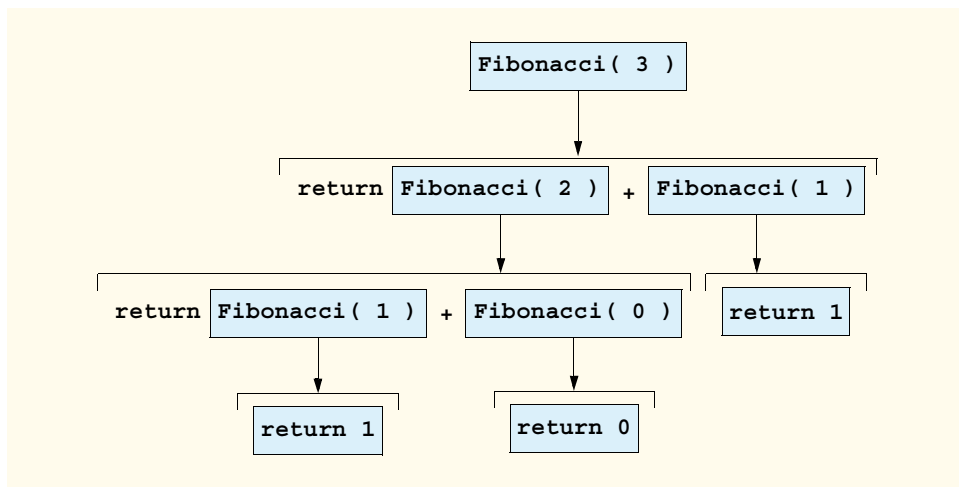 Fibonacci( 3 )
return Fibonacci( 2 ) + Fibonacci( 1 )
return Fibonacci( 1 ) + Fibonacci( 0 )
return 1
return 1
return 0